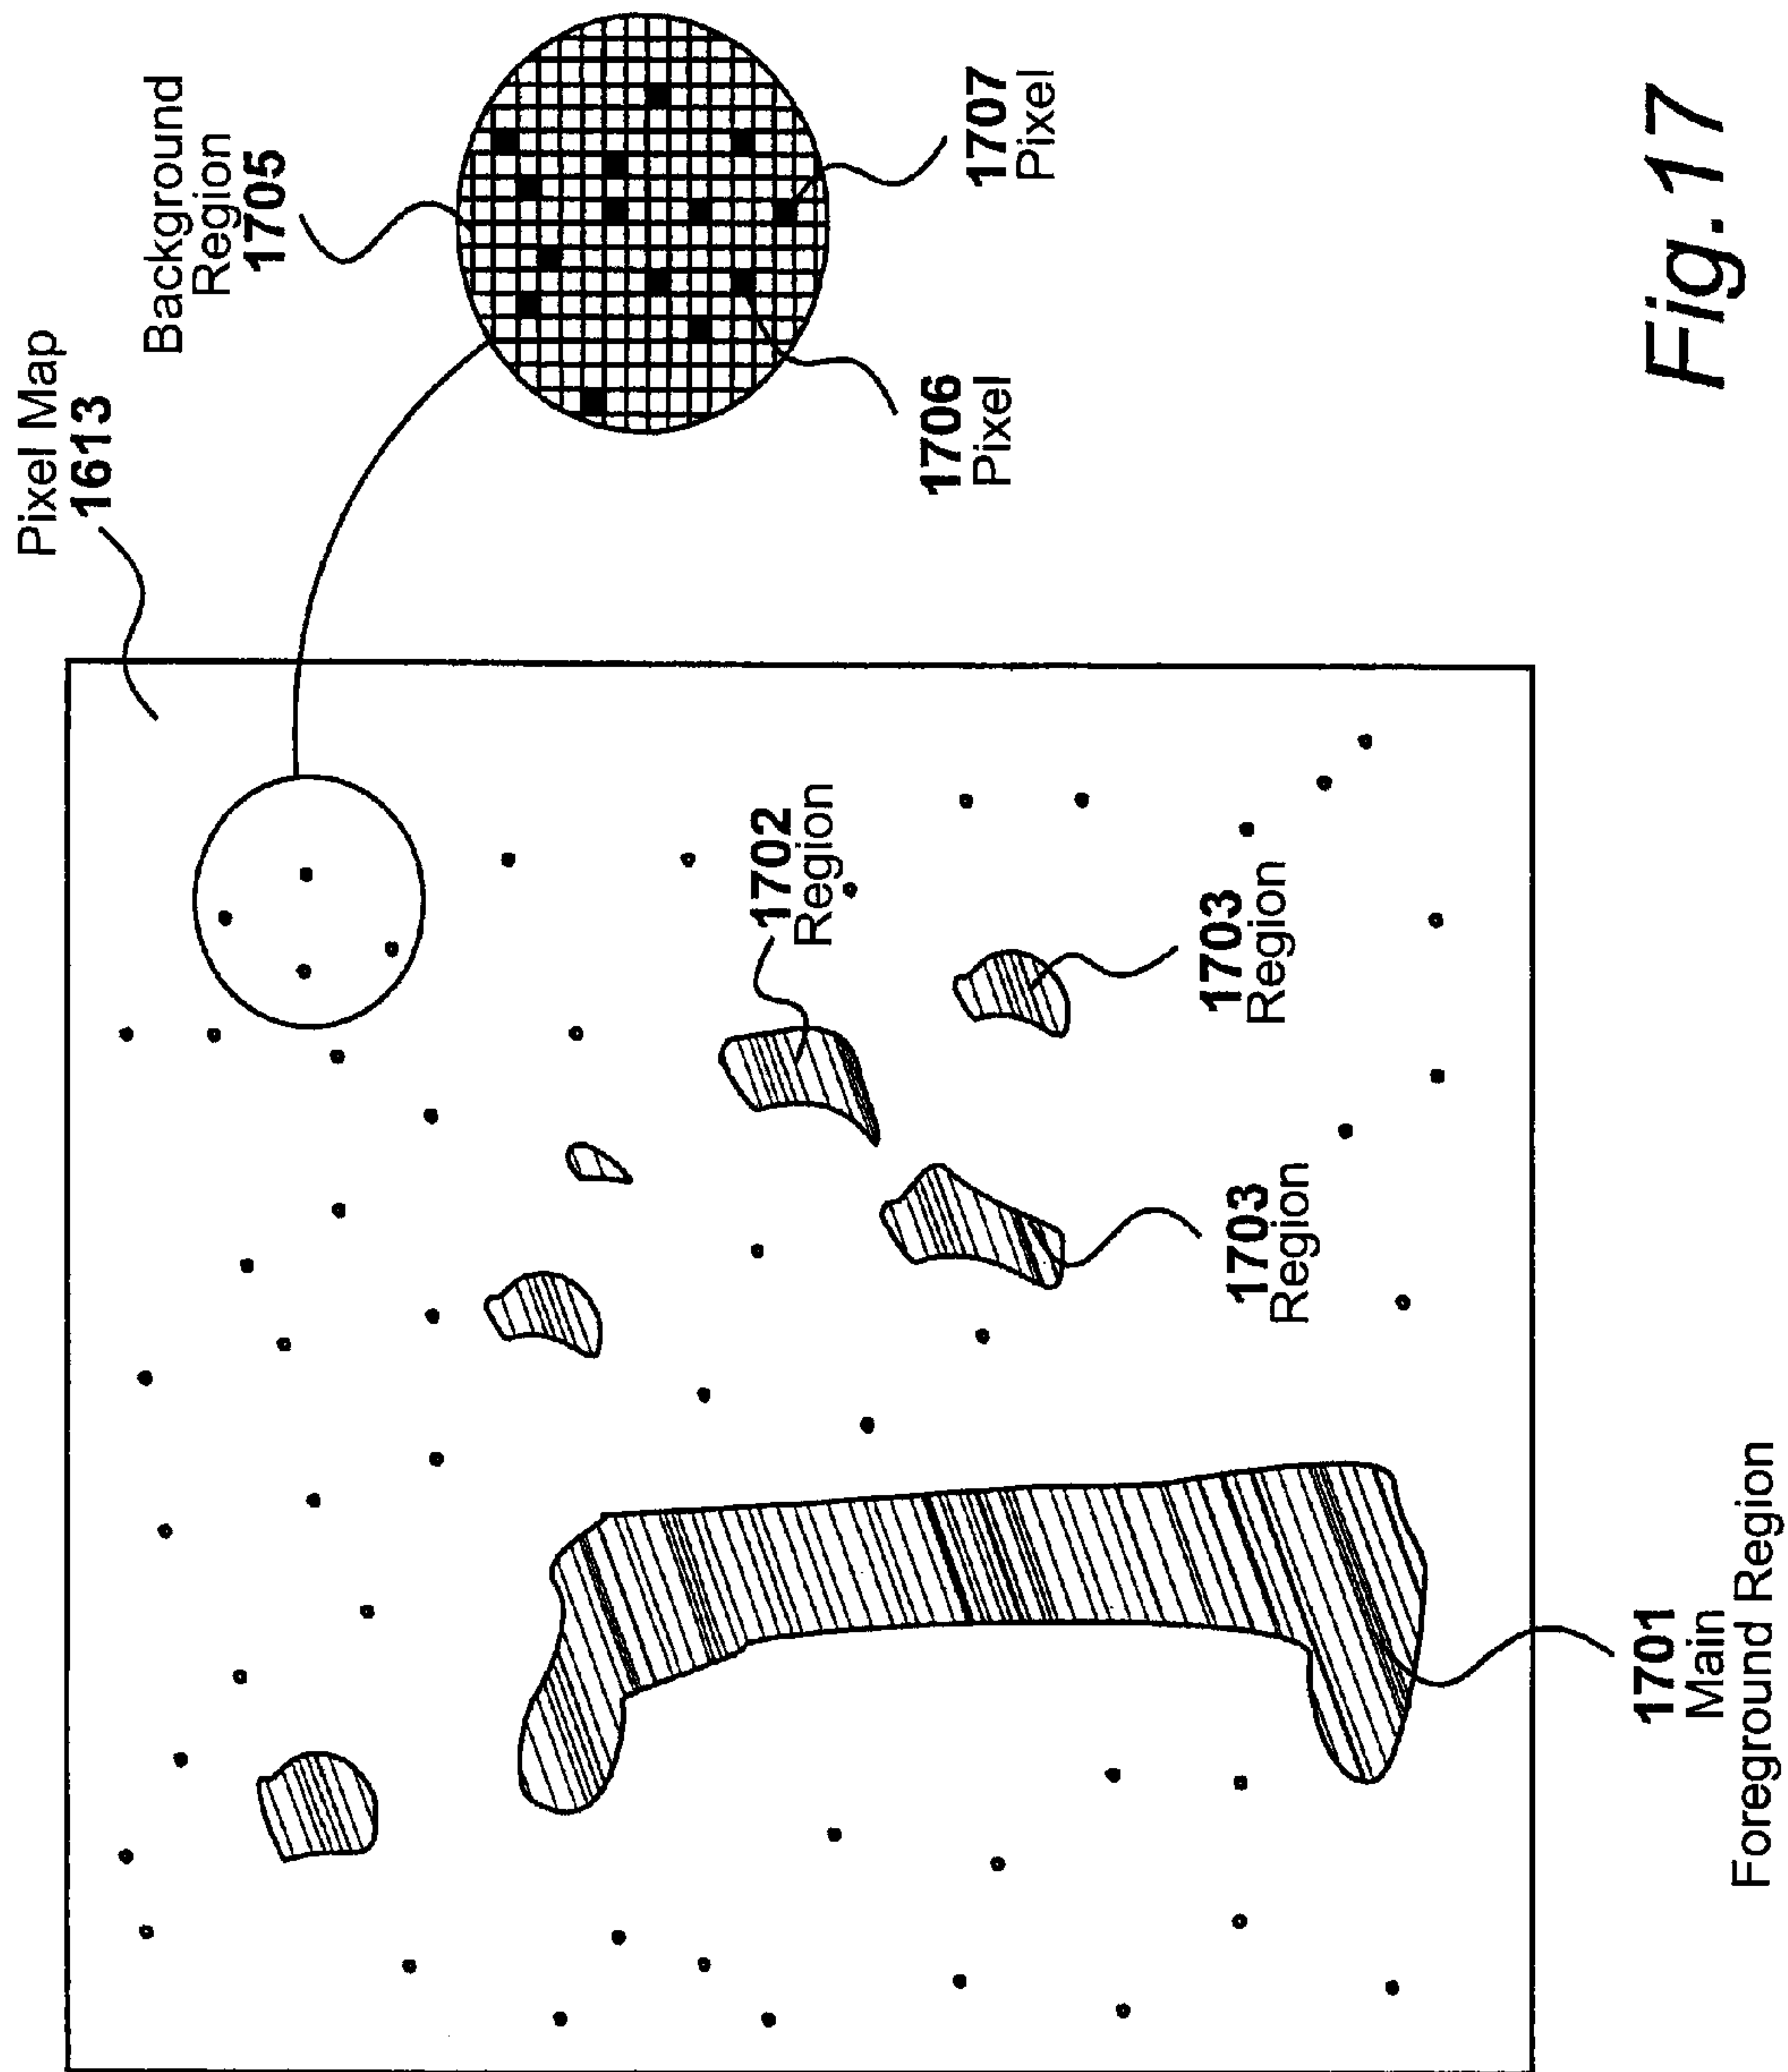 Pixel Map
1613
Background
Region
1705
1706
Pixel
1707
Pixel
1702
Region
1703
Region
1703
Region
1701
Main
Foreground Region
Fig.17